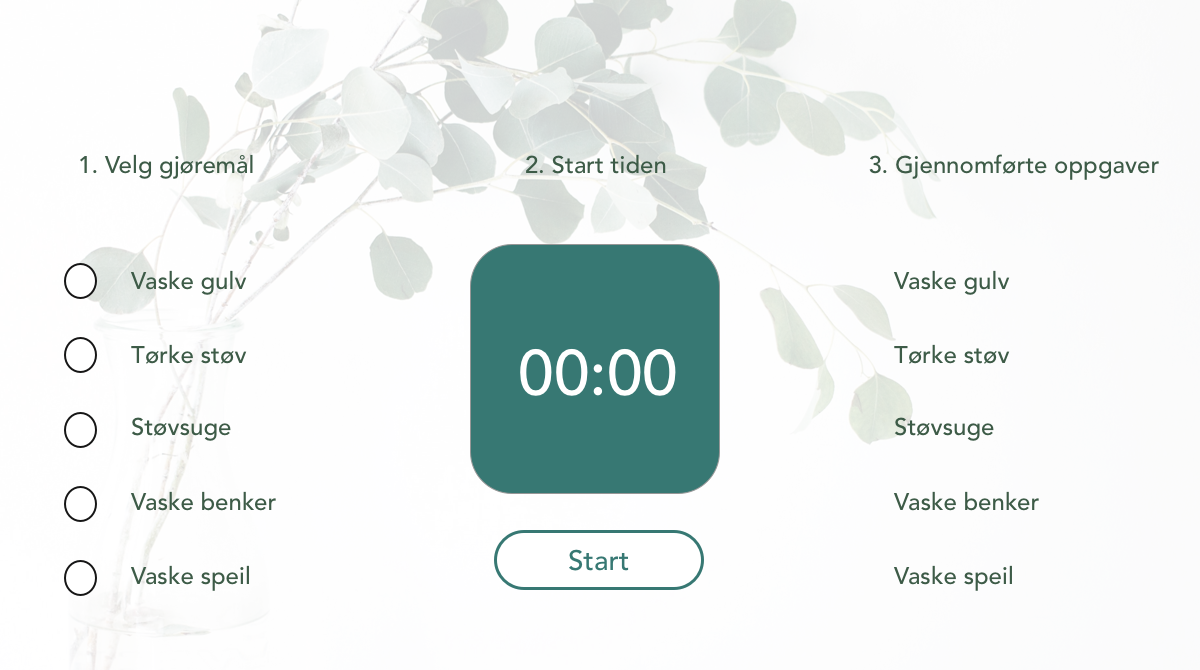 1. Velg gjøremål
2. Start tiden
3. Gjennomførte oppgaver
Vaske gulv
Tørke støv
Støvsuge
Vaske benker
Vaske speil
00:00
Start
Vaske gulv
Tørke støv
Støvsuge
Vaske benker
Vaske speil